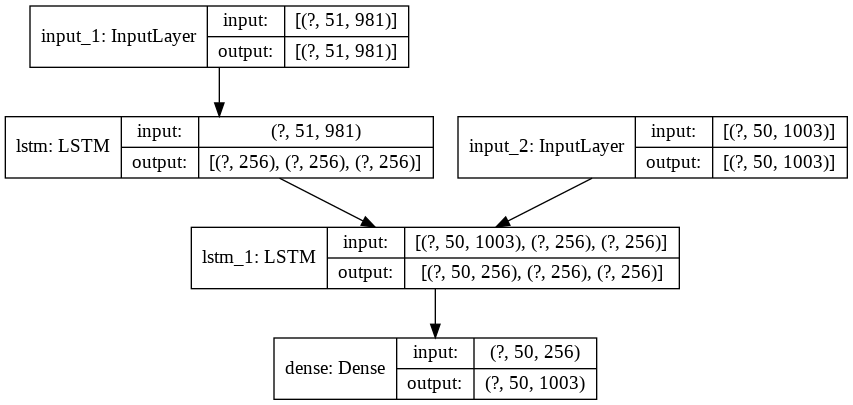 input_1: InputLayer
input: [(?, 51, 981)]
output: [(?, 51, 981)]
lstm: LSTM
input: (?, 51, 981)
output: [(?, 256), (?, 256), (?, 256)]
input_2: InputLayer
input: [(?, 50, 1003)]
output: [(?, 50, 1003)]
lstm_1: LSTM
input: [(?, 50, 1003), (?, 256), (?, 256)]
output: [(?, 50, 256), (?, 256), (?, 256)]
dense: Dense
input: (?, 50, 256)
output: (?, 50, 1003)